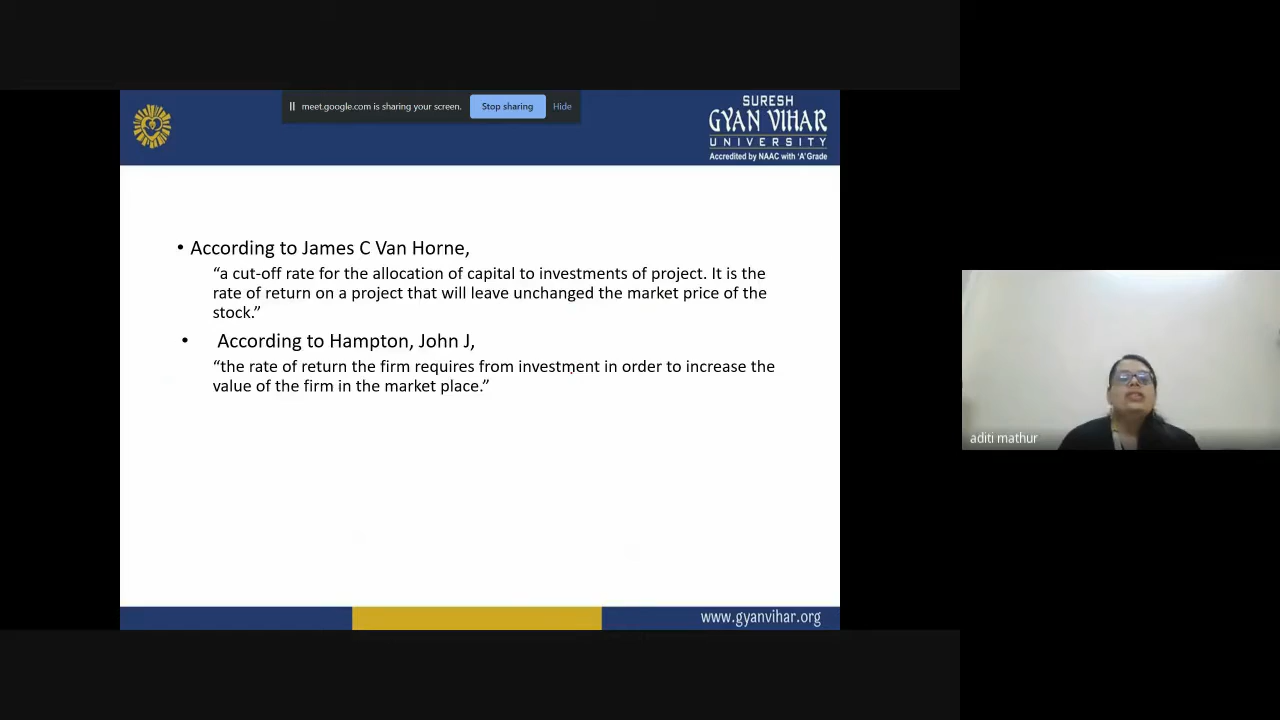 meet.google.com is sharing your screen. Stop sharing Hide
SURESH
GYAN VIHAR
UNIVERSITY
Accredited by NAAC with 'A' Grade
• According to James C Van Horne,
“a cut-off rate for the allocation of capital to investments of project. It is the
rate of return on a project that will leave unchanged the market price of the
stock.”
• According to Hampton, John J,
“the rate of return the firm requires from investment in order to increase the
value of the firm in the market place.”
www.gyanvihar.org
aditi mathur